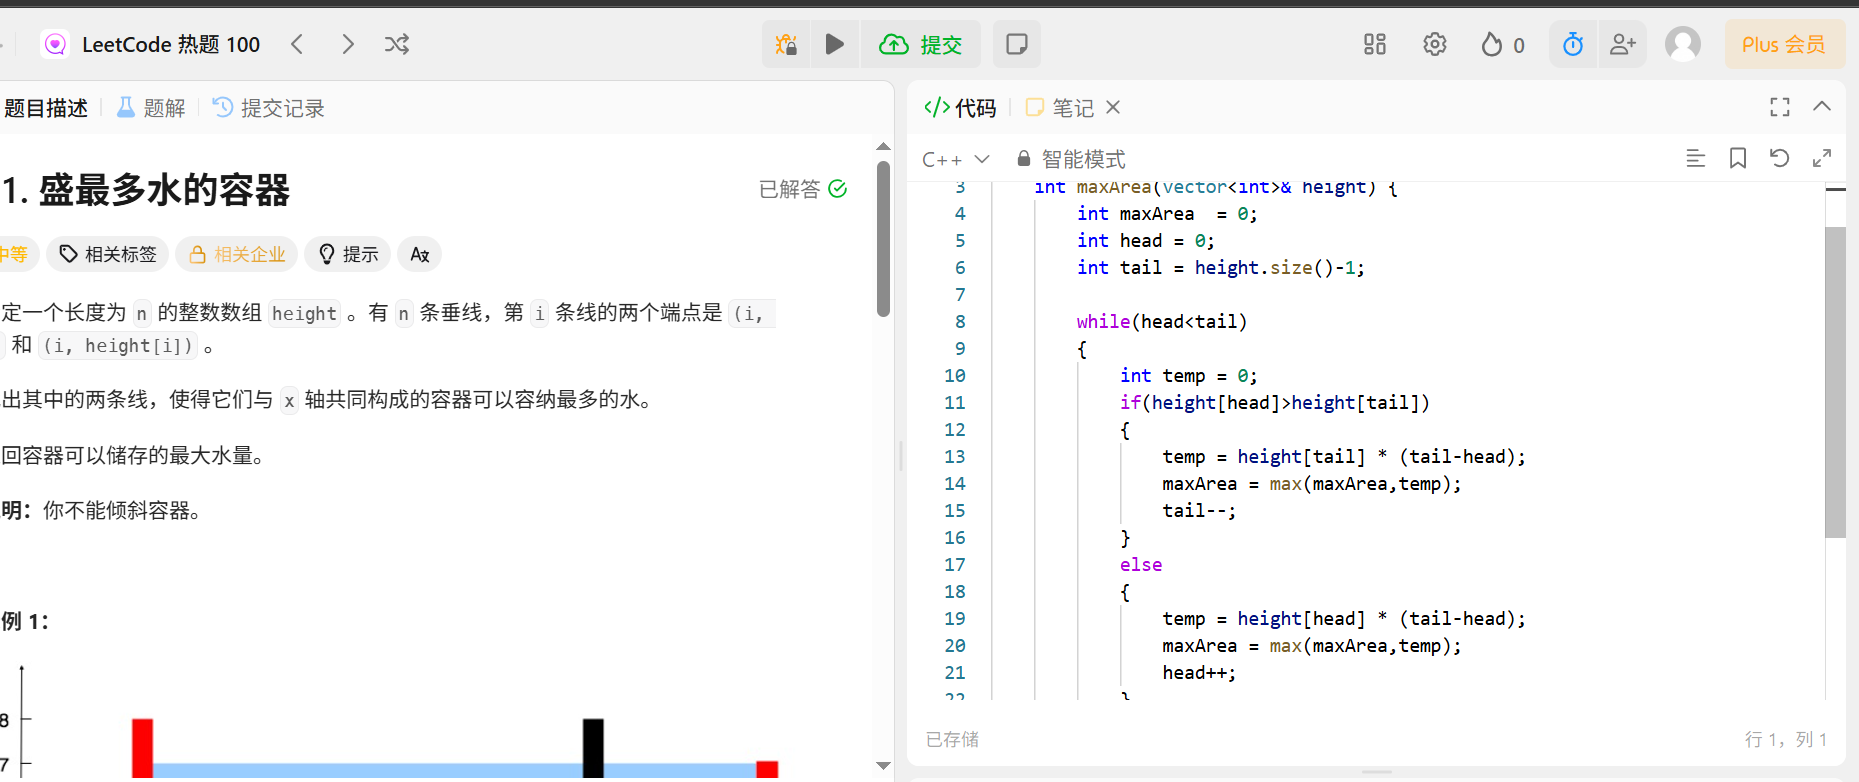 LeetCode 热题 100
提交
0
Plus 会员
题目描述
题解
提交记录
1. 盛最多水的容器
已解答
中等
相关标签
相关企业
提示
定一个长度为 n 的整数数组 height 。有 n 条垂线，第 i 条线的两个端点是 (i,
和 (i, height[i]) 。
出其中的两条线，使得它们与 x 轴共同构成的容器可以容纳最多的水。
回容器可以储存的最大水量。
明：你不能倾斜容器。
例 1：
8
7
代码
笔记
C++
智能模式
3 int maxArea(vector<int>& height) {
4 int maxArea  = 0;
5 int head = 0;
6 int tail = height.size()-1;
7
8 while(head<tail)
9 {
10 int temp = 0;
11 if(height[head]>height[tail])
12 {
13 temp = height[tail] * (tail-head);
14 maxArea = max(maxArea,temp);
15 tail--;
16 }
17 else
18 {
19 temp = height[head] * (tail-head);
20 maxArea = max(maxArea,temp);
21 head++;
22 }
已存储
行 1，列 1